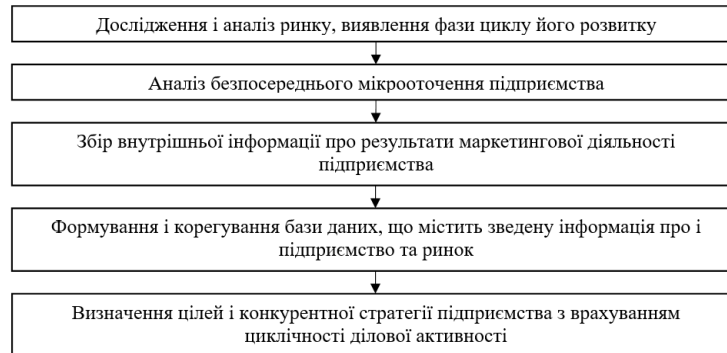 Дослідження і аналіз ринку, виявлення фази циклу його розвитку
Аналіз безпосереднього мікрооточення підприємства
Збір внутрішньої інформації про результати маркетингової діяльності
підприємства
Формування і корегування бази даних, що містить зведену інформація про і
підприємство та ринок
Визначення цілей і конкурентної стратегії підприємства з врахуванням
циклічності ділової активності